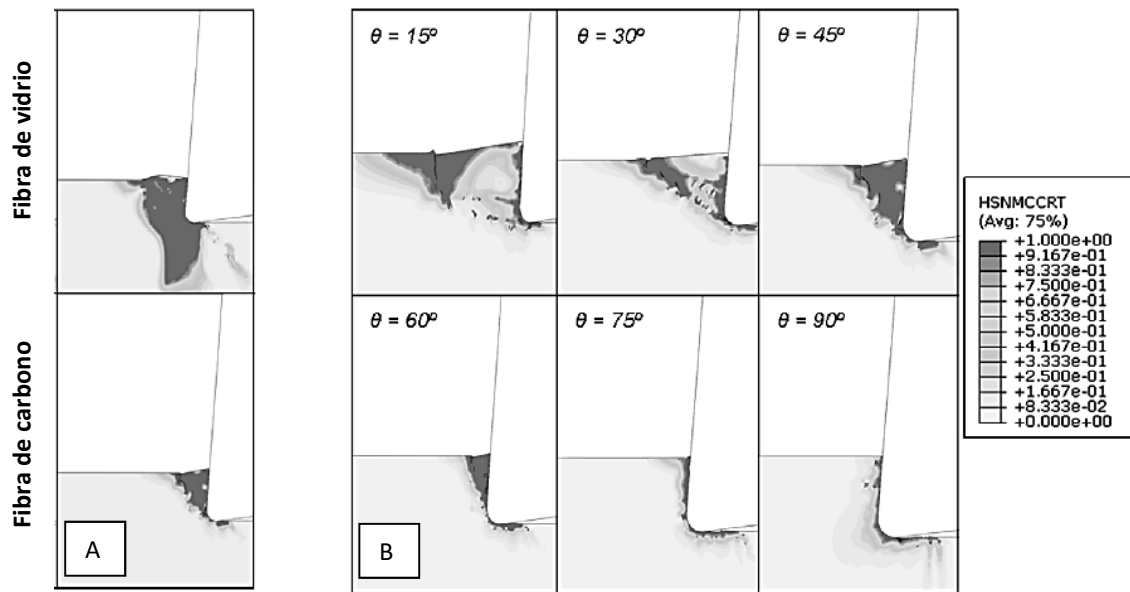 Fibra de vidrio
Fibra de carbono
A
θ = 15º
θ = 30º
θ = 45º
θ = 60º
θ = 75º
θ = 90º
B
HSNMCCRT
(Avg: 75%)
+1.000e+00
+9.167e-01
+8.333e-01
+7.500e-01
+6.667e-01
+5.833e-01
+5.000e-01
+4.167e-01
+3.333e-01
+2.500e-01
+1.667e-01
+8.333e-02
+0.000e+00